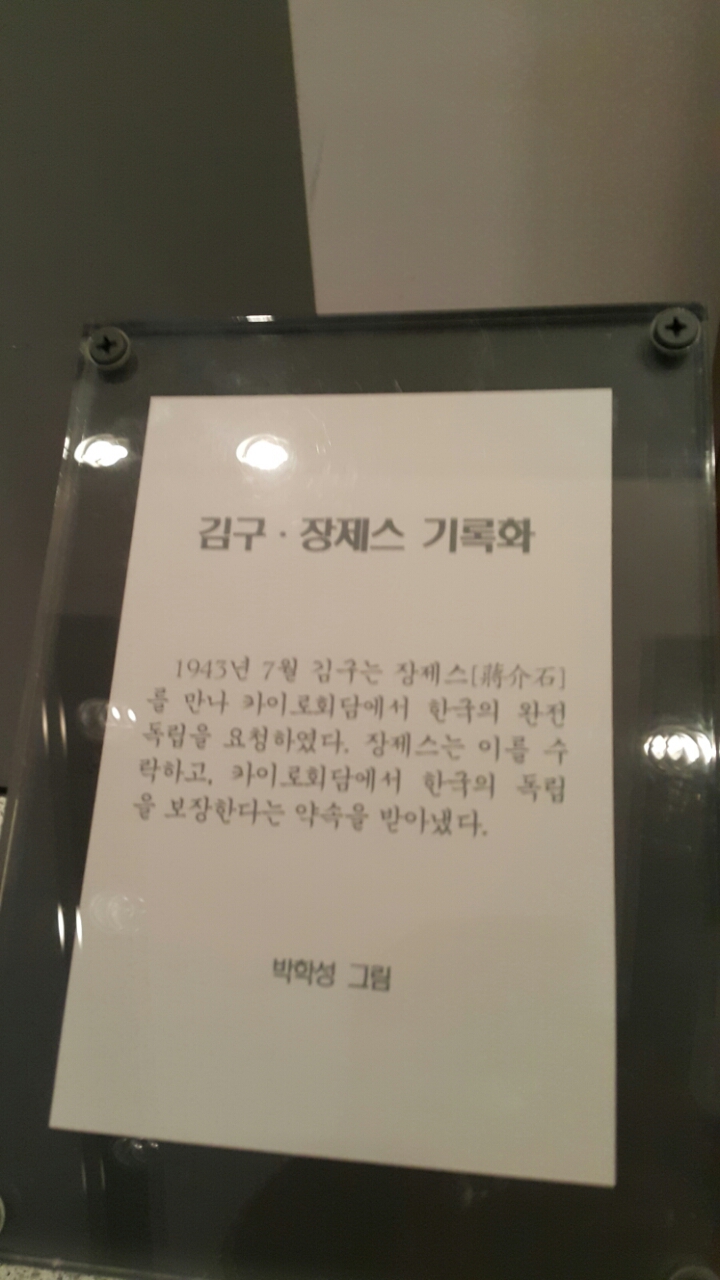 김구 · 장제스 기록화
1943년 7월 김구는 장제스[蔣介石]
를 만나 카이로회담에서 한국의 완전
독립을 요청하였다. 장제스는 이를 수
락하고, 카이로회담에서 한국의 독립
을 보장한다는 약속을 받아냈다.
박학성 그림